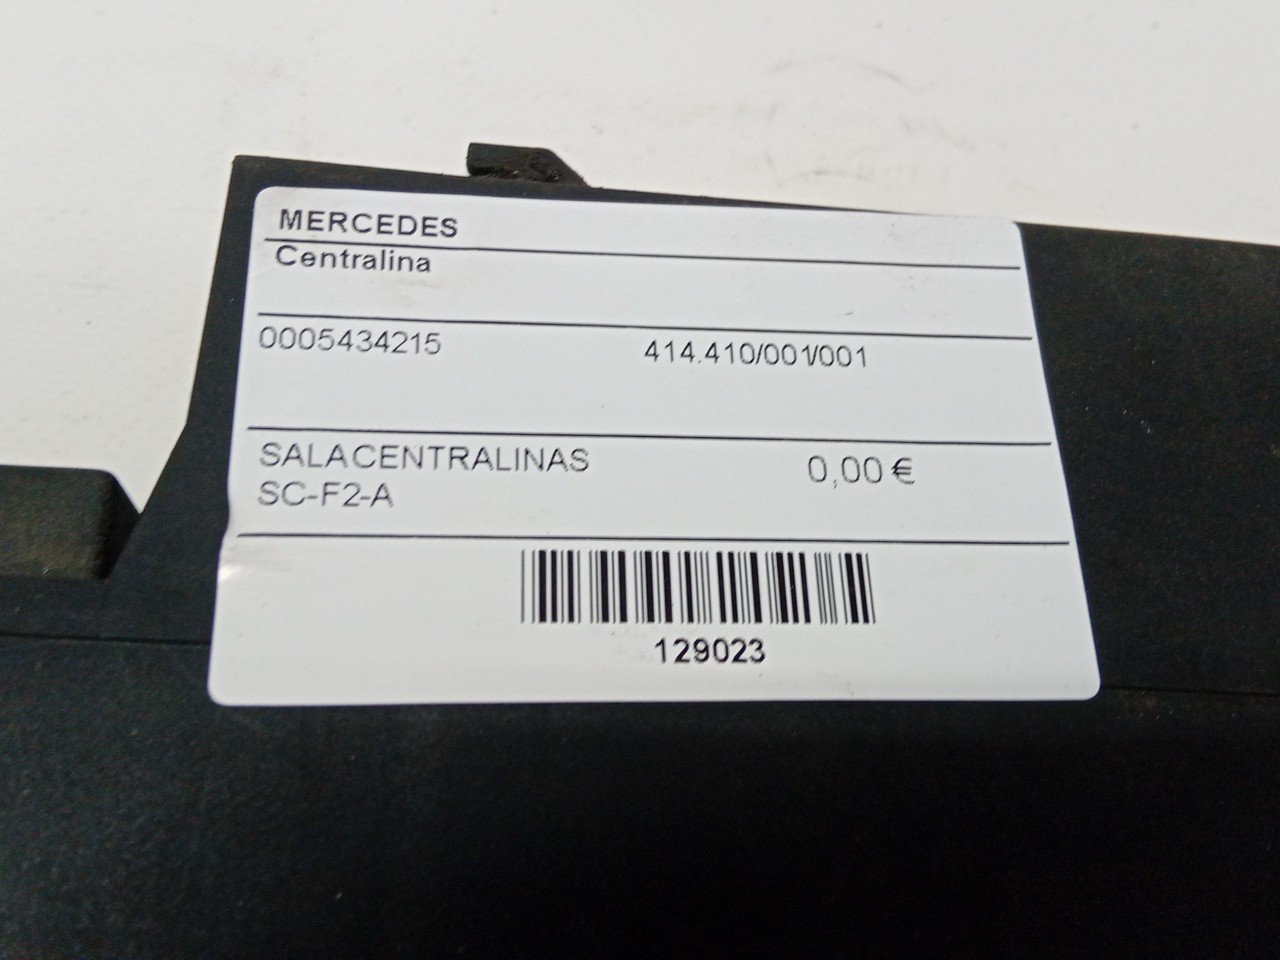 MERCEDES
Centralina
0005434215 414.410/001/001
SALACENTRALINAS 0,00 €
SC-F2-A
129023